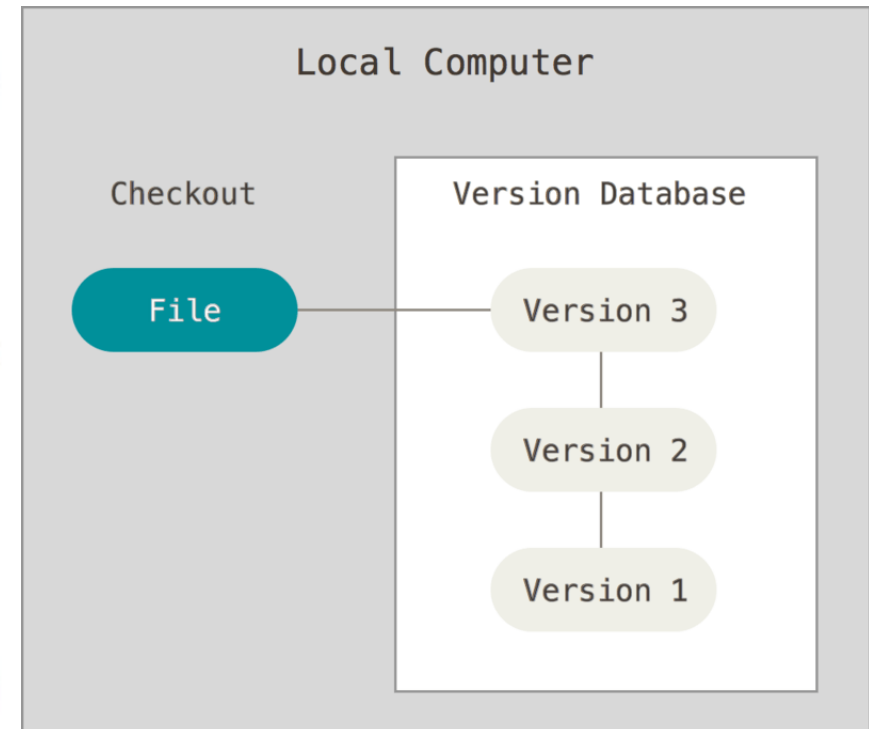 Local Computer
Checkout
Version Database
File
Version 3
Version 2
Version 1